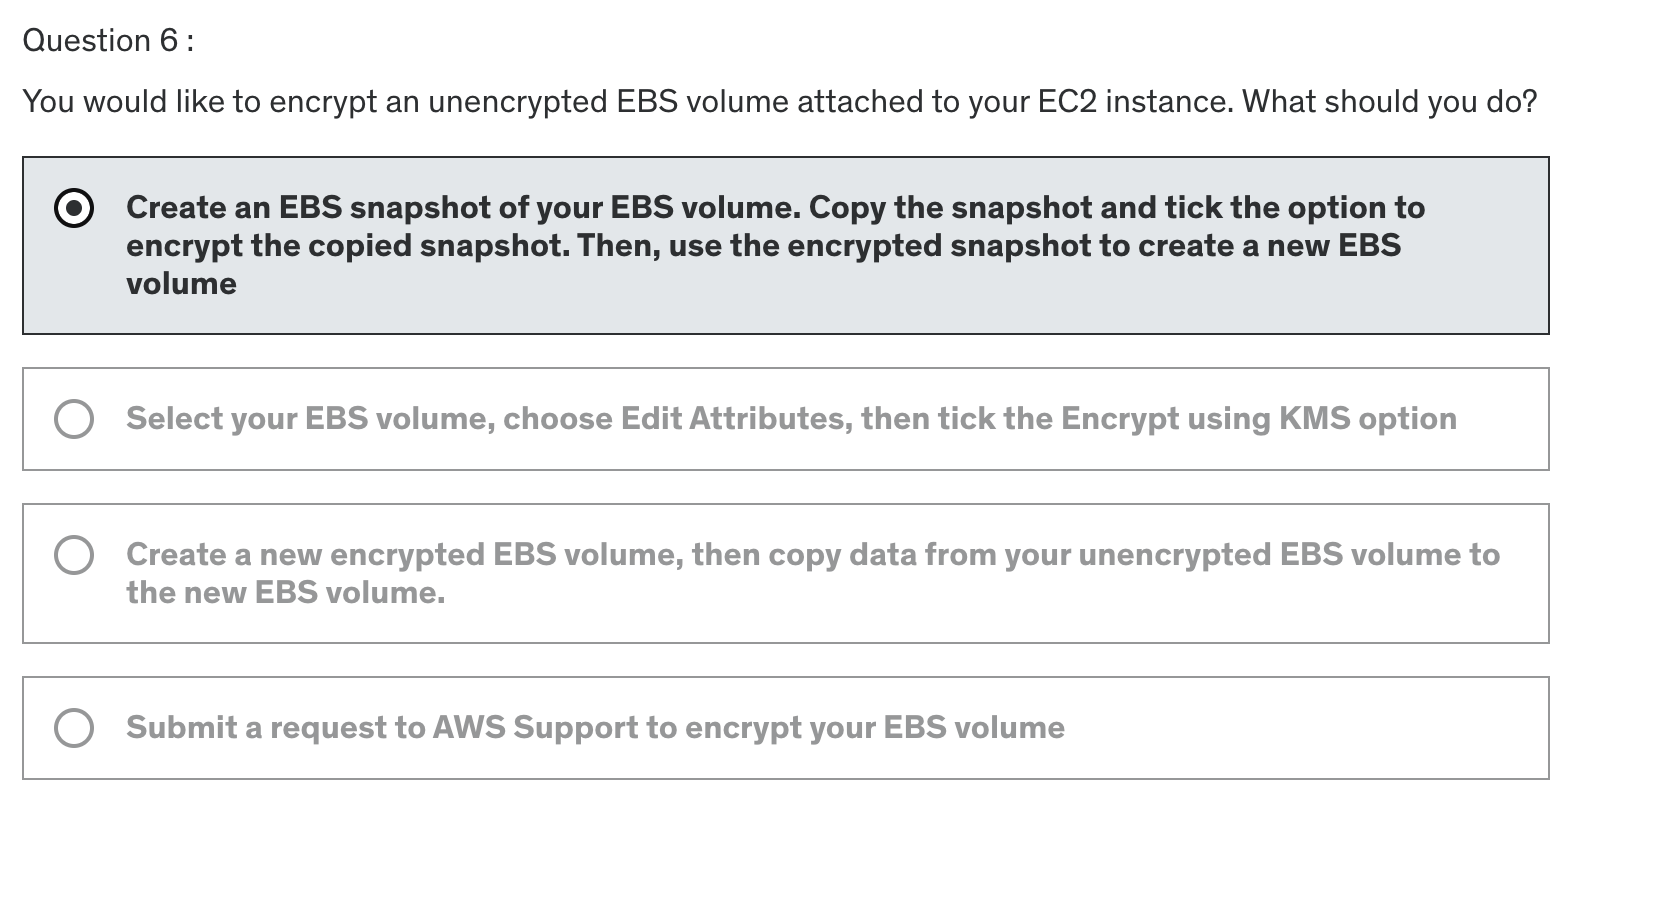 Question 6 :
You would like to encrypt an unencrypted EBS volume attached to your EC2 instance. What should you do?
Create an EBS snapshot of your EBS volume. Copy the snapshot and tick the option to
encrypt the copied snapshot. Then, use the encrypted snapshot to create a new EBS
volume
Select your EBS volume, choose Edit Attributes, then tick the Encrypt using KMS option
Create a new encrypted EBS volume, then copy data from your unencrypted EBS volume to
the new EBS volume.
Submit a request to AWS Support to encrypt your EBS volume